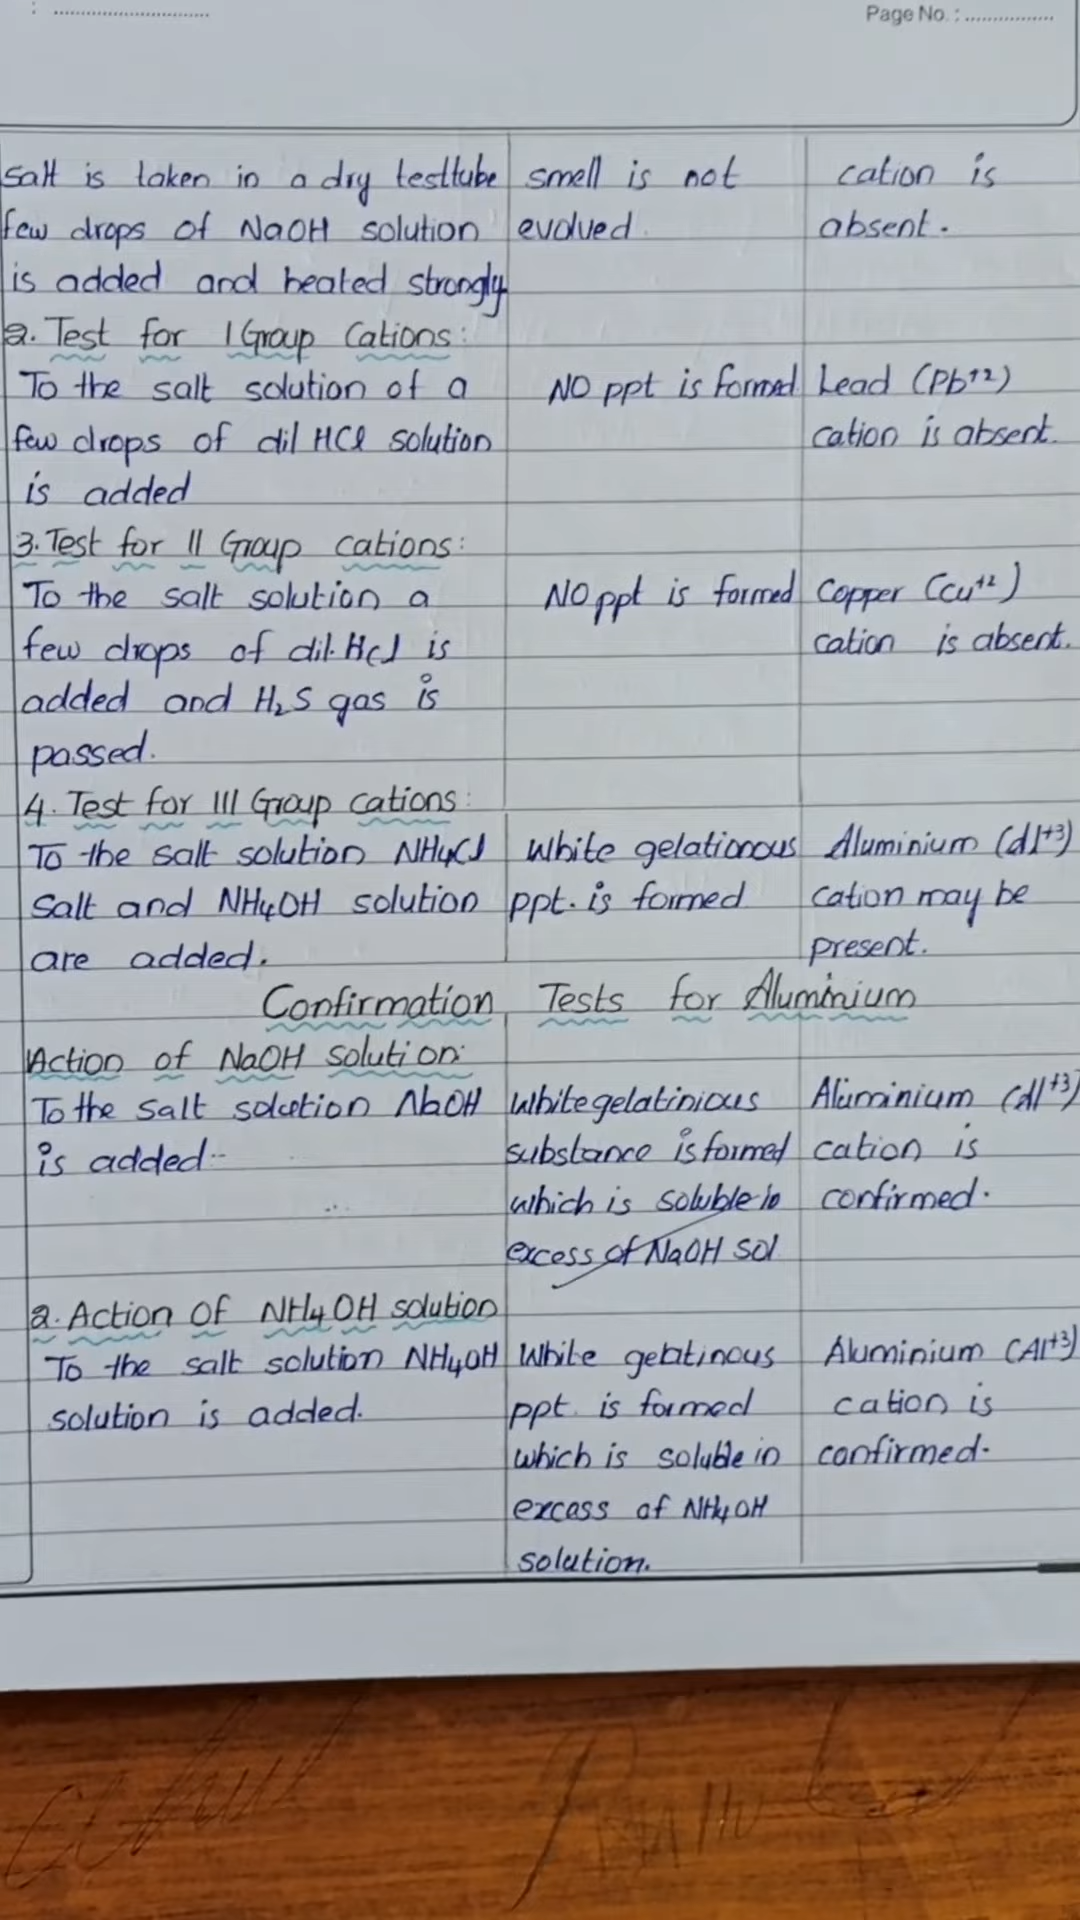 : ................................
Page No. : ................
salt is taken in a dry testtube smell is not cation is
few drops of NaOH solution evolved. absent.
is added and heated strongly
2. Test for I Group Cations:
To the salt solution of a NO ppt is formed Lead (Pb+2)
few drops of dil HCl solution cation is absent.
is added
3. Test for II Group cations:
To the salt solution a NO ppt is formed Copper (Cu+2)
few drops of dil. HCl is cation is absent.
added and H2S gas is
passed.
4. Test for III Group cations:
To the salt solution NH4Cl White gelationous Aluminium (Al+3)
salt and NH4OH solution ppt. is formed cation may be
are added. present.
Confirmation Tests for Aluminium
Action of NaOH solution:
To the salt solution NaOH White gelatinious Aluminium (Al+3)
is added substance is formed cation is
which is soluble in confirmed.
excess of NaOH sol
2. Action of NH4OH solution
To the salt solution NH4OH White gelatinous Aluminium (Al+3)
solution is added. ppt. is formed cation is
which is soluble in confirmed.
excess of NH4OH
solution.